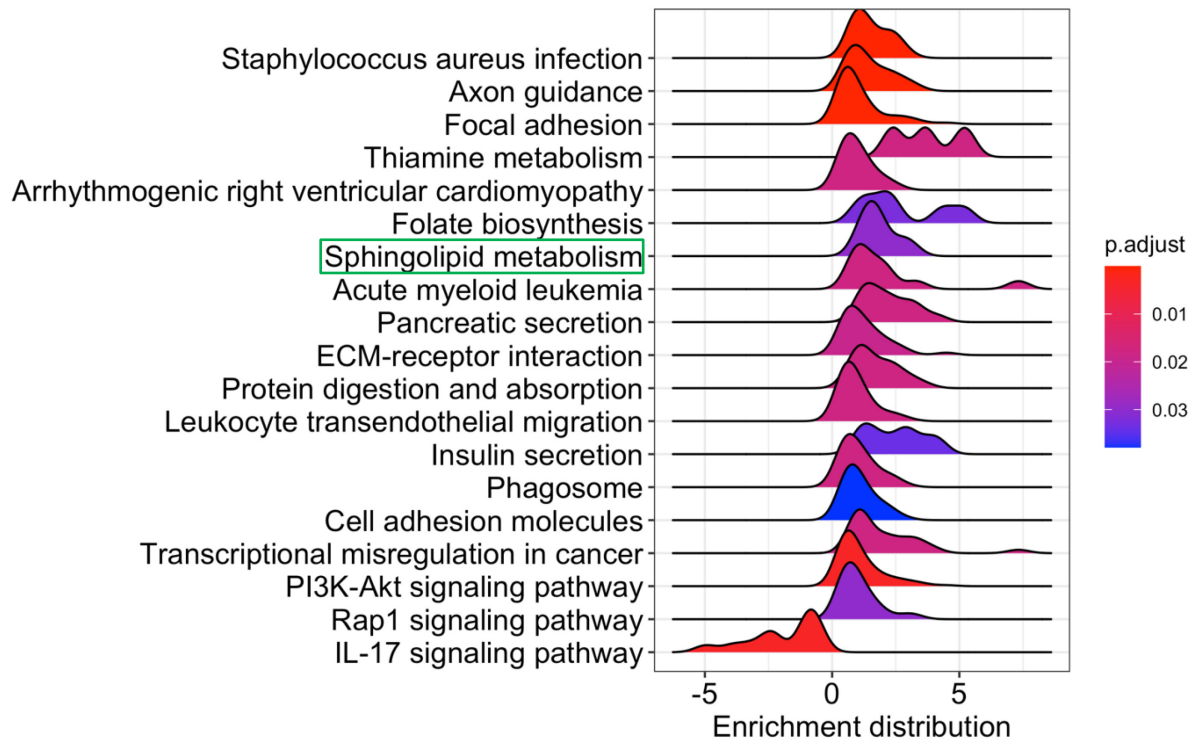 Staphylococcus aureus infection
Axon guidance
Focal adhesion
Thiamine metabolism
Arrhythmogenic right ventricular cardiomyopathy
Folate biosynthesis
Sphingolipid metabolism
Acute myeloid leukemia
Pancreatic secretion
ECM-receptor interaction
Protein digestion and absorption
Leukocyte transendothelial migration
Insulin secretion
Phagosome
Cell adhesion molecules
Transcriptional misregulation in cancer
PI3K-Akt signaling pathway
Rap1 signaling pathway
IL-17 signaling pathway
-5 0 5
Enrichment distribution
p.adjust
0.01
0.02
0.03